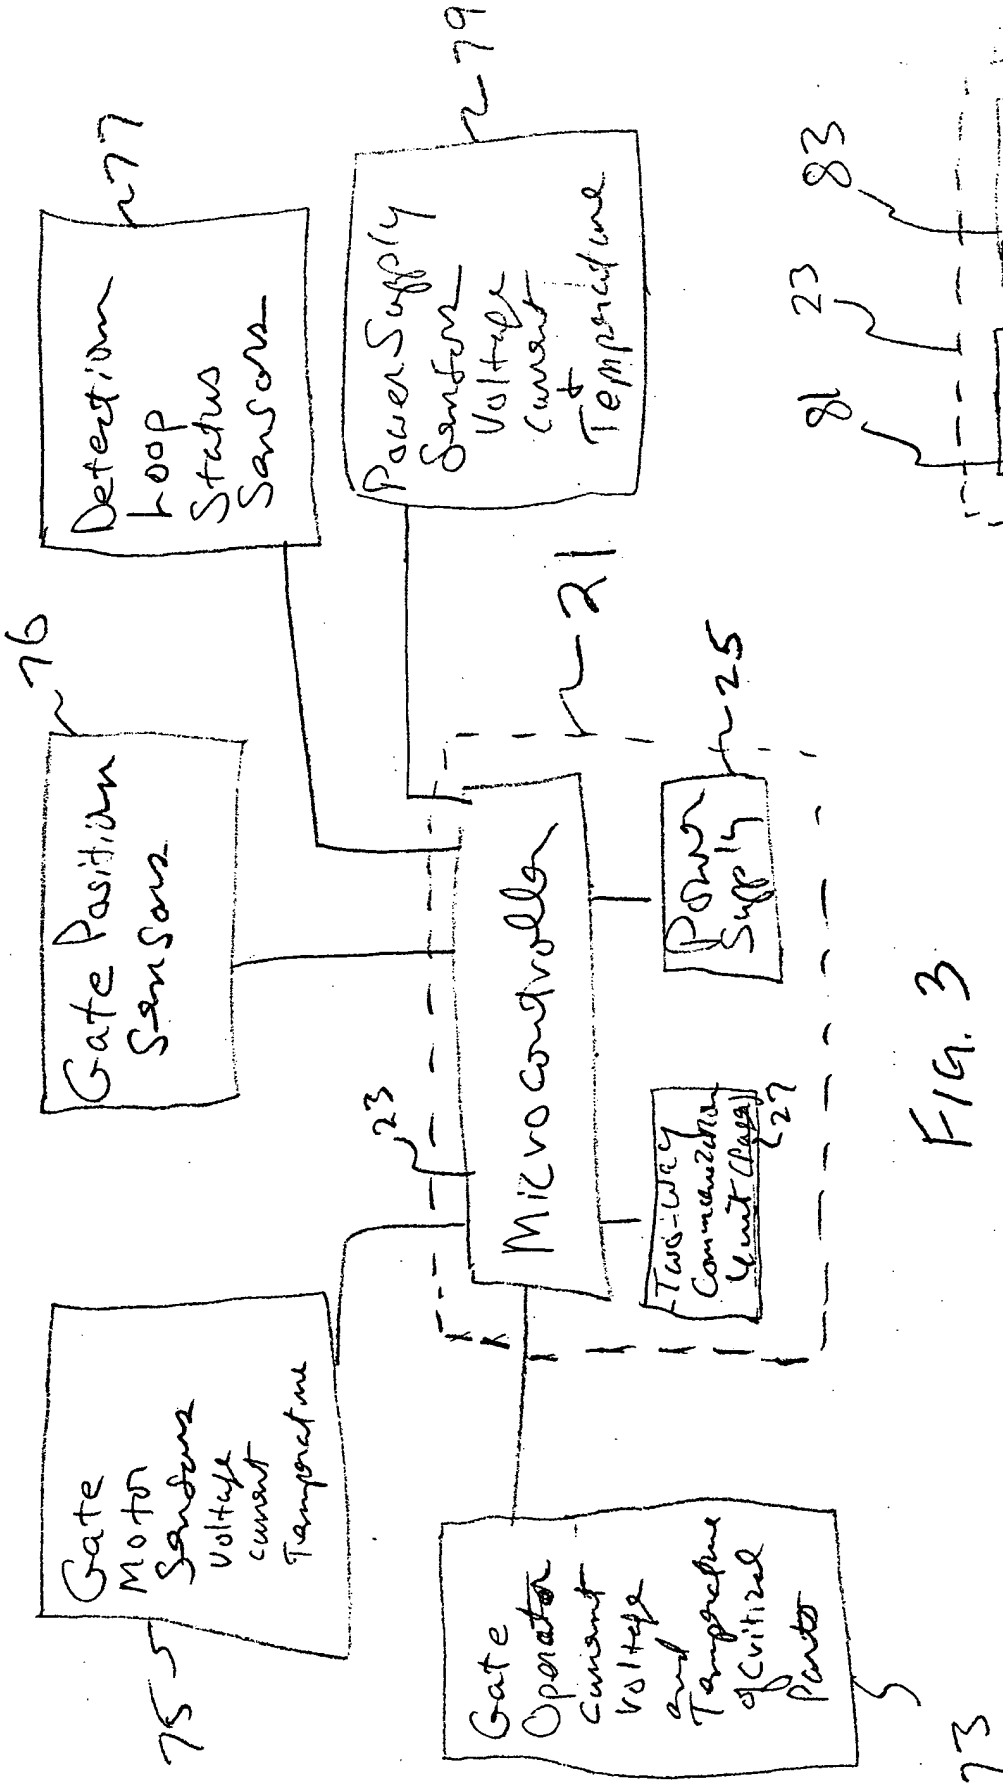 75
Gate
Motor
Sensors
Voltage
Current
Temperature
Gate Position
Sensors
76
Detection
Loop
Status
Sensors
77
Power Supply
Sensors
Voltage
Current
+
Temperature
79
73
Gate
Operator
Current
Voltage
and
Temperature
of Critical
Parts
23
Microcontroller
21
Two-way
Communication
Unit (Pager)
27
Power
Supply
25
FIG. 3
81
23
83